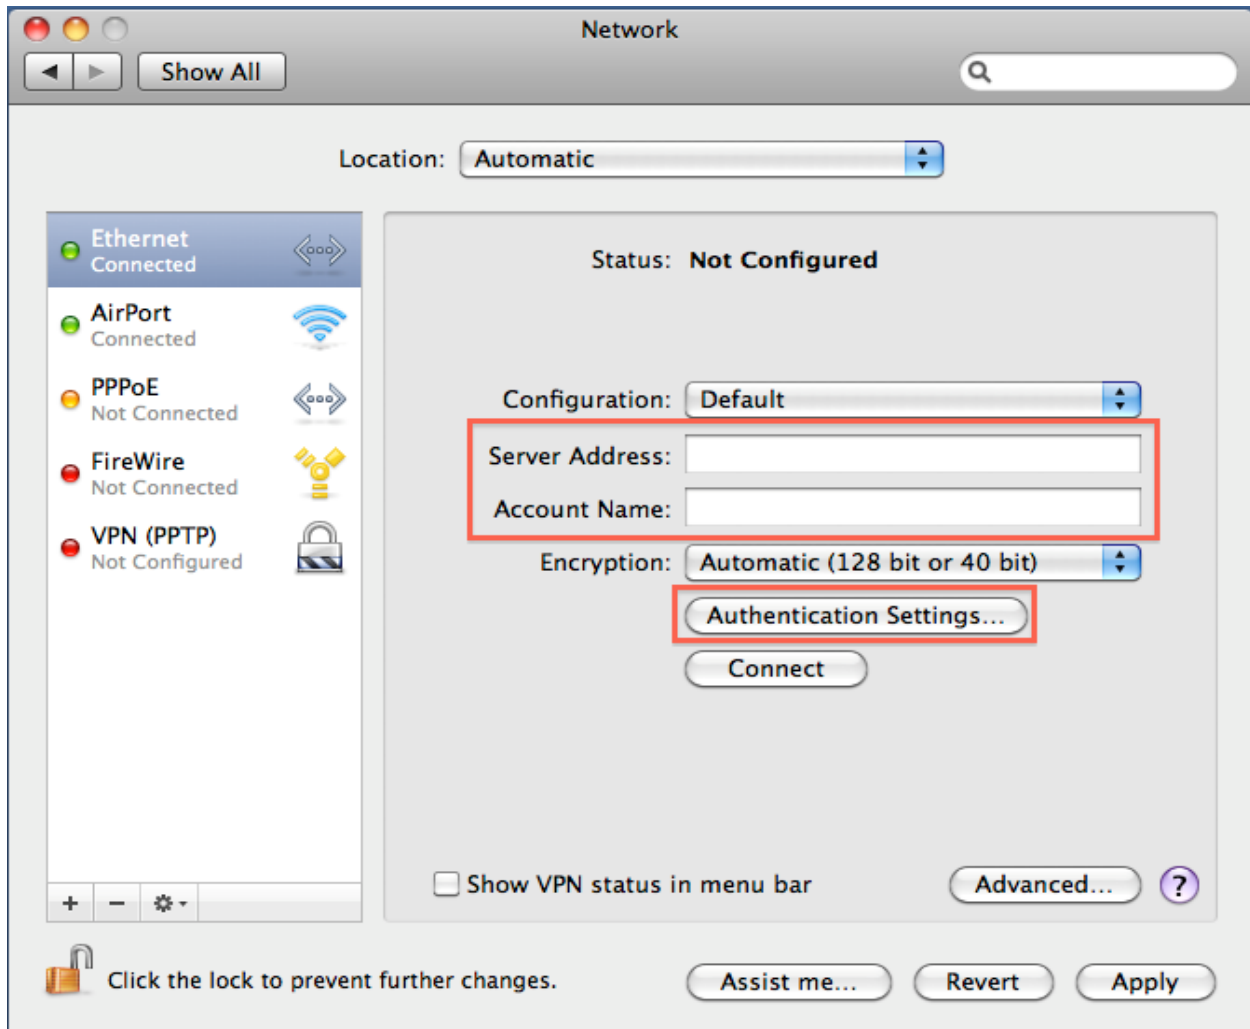 Network
Show All
Location: Automatic
Ethernet
Connected
AirPort
Connected
PPPoE
Not Connected
FireWire
Not Connected
VPN (PPTP)
Not Configured
Status: Not Configured
Configuration: Default
Server Address:
Account Name:
Encryption: Automatic (128 bit or 40 bit)
Authentication Settings...
Connect
Show VPN status in menu bar
Advanced...
?
Click the lock to prevent further changes.
Assist me...
Revert
Apply